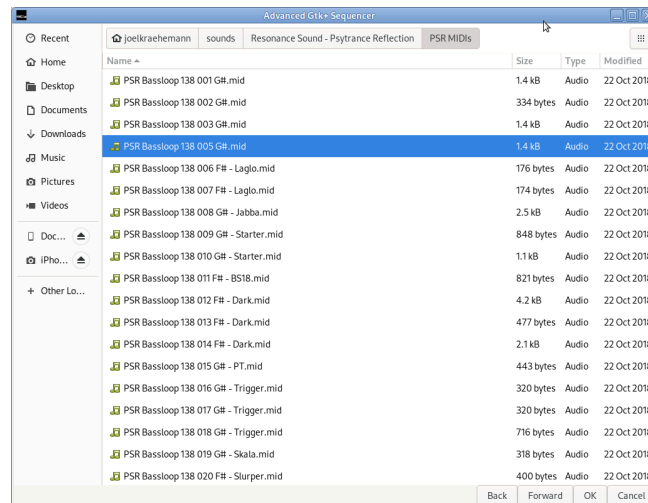 Advanced Gtk+ Sequencer
Recent
Home
Desktop
Documents
Downloads
Music
Pictures
Videos
Doc...
iPho...
+ Other Lo...
joelkraehemann sounds Resonance Sound - Psytrance Reflection PSR MIDIs
Name Size Type Modified
PSR Bassloop 138 001 G#.mid 1.4 kB Audio 22 Oct 2018
PSR Bassloop 138 002 G#.mid 334 bytes Audio 22 Oct 2018
PSR Bassloop 138 003 G#.mid 1.4 kB Audio 22 Oct 2018
PSR Bassloop 138 005 G#.mid 1.4 kB Audio 22 Oct 2018
PSR Bassloop 138 006 F# - Laglo.mid 176 bytes Audio 22 Oct 2018
PSR Bassloop 138 007 F# - Laglo.mid 174 bytes Audio 22 Oct 2018
PSR Bassloop 138 008 G# - Jabba.mid 2.5 kB Audio 22 Oct 2018
PSR Bassloop 138 009 G# - Starter.mid 848 bytes Audio 22 Oct 2018
PSR Bassloop 138 010 G# - Starter.mid 1.1 kB Audio 22 Oct 2018
PSR Bassloop 138 011 F# - BS18.mid 821 bytes Audio 22 Oct 2018
PSR Bassloop 138 012 F# - Dark.mid 4.2 kB Audio 22 Oct 2018
PSR Bassloop 138 013 F# - Dark.mid 477 bytes Audio 22 Oct 2018
PSR Bassloop 138 014 F# - Dark.mid 2.1 kB Audio 22 Oct 2018
PSR Bassloop 138 015 G# - PT.mid 443 bytes Audio 22 Oct 2018
PSR Bassloop 138 016 G# - Trigger.mid 320 bytes Audio 22 Oct 2018
PSR Bassloop 138 017 G# - Trigger.mid 320 bytes Audio 22 Oct 2018
PSR Bassloop 138 018 G# - Trigger.mid 716 bytes Audio 22 Oct 2018
PSR Bassloop 138 019 G# - Skala.mid 318 bytes Audio 22 Oct 2018
PSR Bassloop 138 020 F# - Slurper.mid 400 bytes Audio 22 Oct 2018
Back Forward OK Cancel